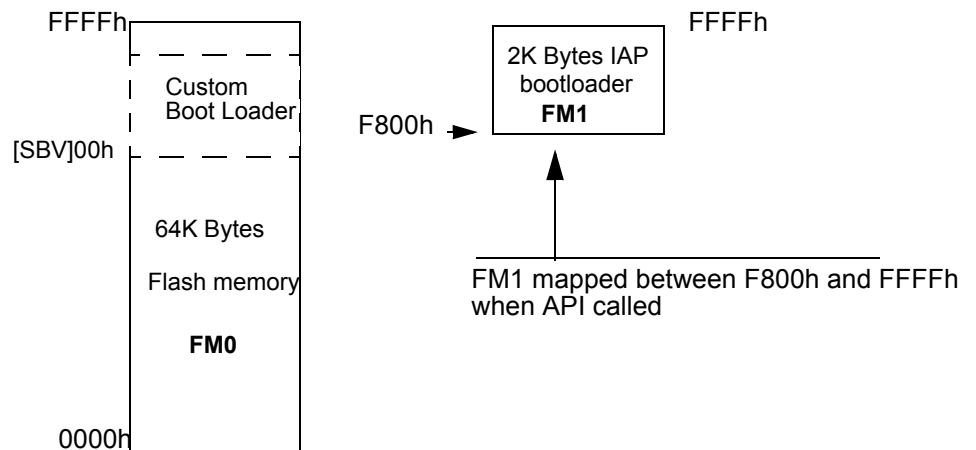 FFFFh
Custom
Boot Loader
[SBV]00h
64K Bytes
Flash memory
FM0
0000h
FFFFh
2K Bytes IAP
bootloader
FM1
F800h
FM1 mapped between F800h and FFFFh
when API called